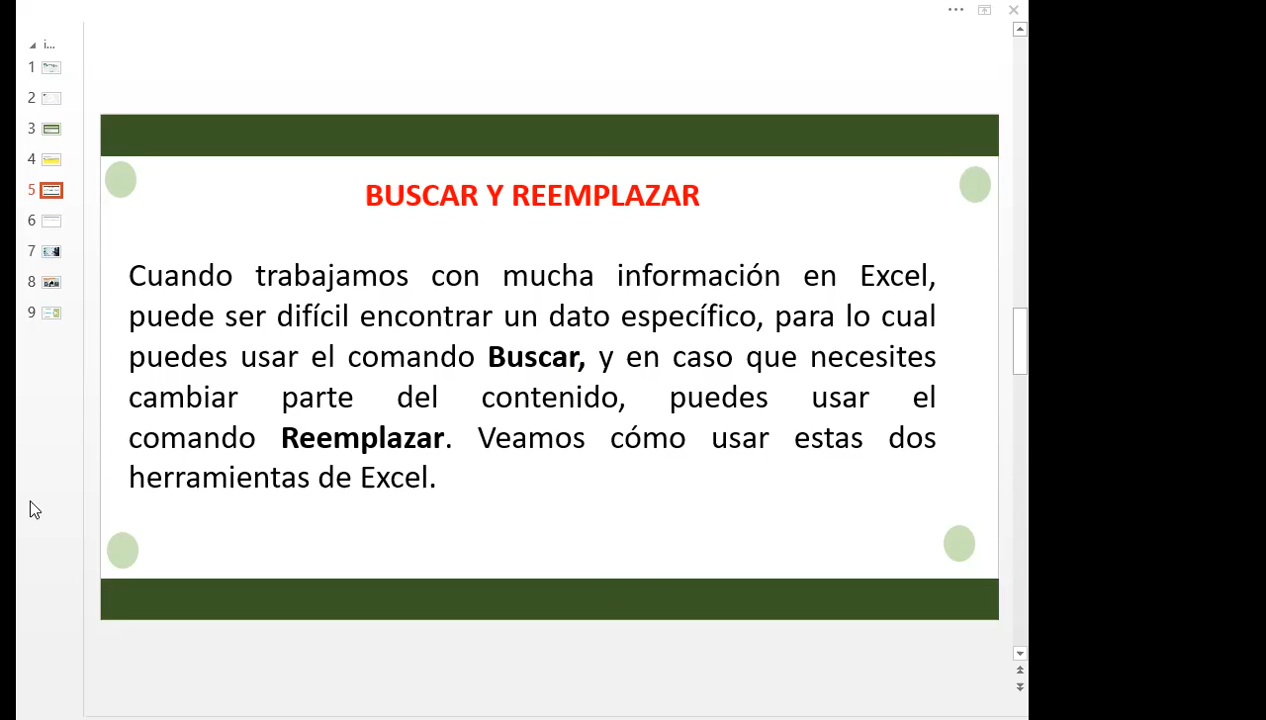 i...
1
2
3
4
5
6
7
8
9
BUSCAR Y REEMPLAZAR
Cuando trabajamos con mucha información en Excel,
puede ser difícil encontrar un dato específico, para lo cual
puedes usar el comando Buscar, y en caso que necesites
cambiar parte del contenido, puedes usar el
comando Reemplazar. Veamos cómo usar estas dos
herramientas de Excel.